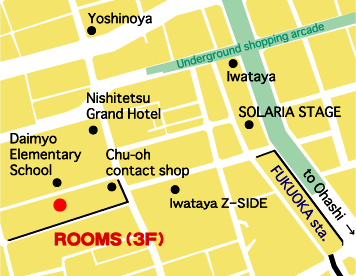 Yoshinoya
Underground shopping arcade
Iwataya
Nishitetsu
Grand Hotel
SOLARIA STAGE
Daimyo
Elementary
School
Chu-oh
contact shop
to Ohashi →
FUKUOKA sta.
Iwataya Z-SIDE
ROOMS (3F)